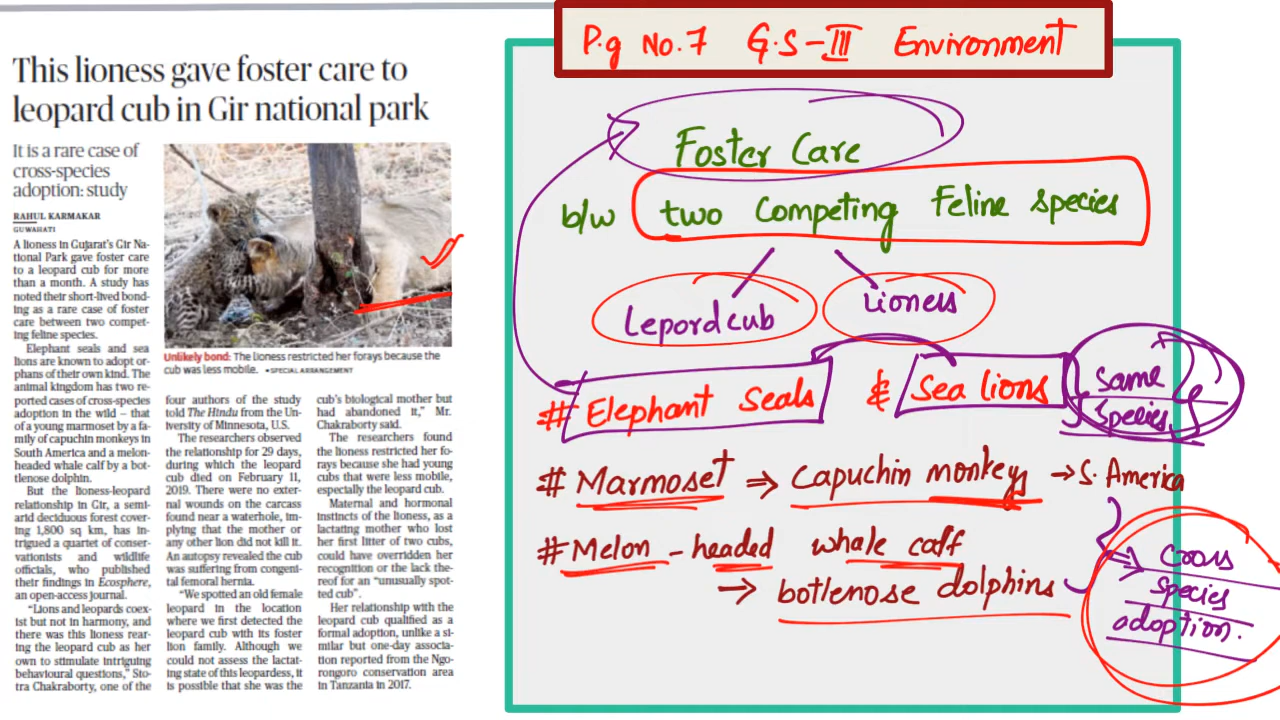 This lioness gave foster care to
leopard cub in Gir national park
It is a rare case of
cross-species
adoption: study
RAHUL KARMAKAR
GUWAHATI
A lioness in Gujarat's Gir Na-
tional Park gave foster care
to a leopard cub for more
than a month. A study has
noted their short-lived bond-
ing as a rare case of foster
care between two compet-
ing feline species.
Elephant seals and sea
lions are known to adopt or-
phans of their own kind. The
animal kingdom has two re-
ported cases of cross-species
adoption in the wild – that
of a young marmoset by a fa-
mily of capuchin monkeys in
South America and a melon-
headed whale calf by a bot-
tlenose dolphin.
But the lioness-leopard
relationship in Gir, a semi-
arid deciduous forest cover-
ing 1,800 sq km, has in-
trigued a quartet of conser-
vationists and wildlife
officials, who published
their findings in Ecosphere,
an open-access journal.
"Lions and leopards coex-
ist but not in harmony, and
there was this lioness rear-
ing the leopard cub as her
own to stimulate intriguing
behavioural questions," Sto-
tra Chakraborty, one of the
Unlikely bond: The lioness restricted her forays because the
cub was less mobile. •SPECIAL ARRANGEMENT
four authors of the study
told The Hindu from the Un-
iversity of Minnesota, U.S.
The researchers observed
the relationship for 29 days,
during which the leopard
cub died on February 11,
2019. There were no exter-
nal wounds on the carcass
found near a waterhole, im-
plying that the mother or
any other lion did not kill it.
An autopsy revealed the cub
was suffering from congeni-
tal femoral hernia.
"We spotted an old female
leopard in the location
where we first detected the
leopard cub with its foster
lion family. Although we
could not assess the lactat-
ing state of this leopardess, it
is possible that she was the
cub's biological mother but
had abandoned it," Mr.
Chakraborty said.
The researchers found
the lioness restricted her fo-
rays because she had young
cubs that were less mobile,
especially the leopard cub.
Maternal and hormonal
instincts of the lioness, as a
lactating mother who lost
her first litter of two cubs,
could have overridden her
recognition or the lack the-
reof for an "unusually spot-
ted cub".
Her relationship with the
leopard cub qualified as a
formal adoption, unlike a si-
milar but one-day associa-
tion reported from the Ngo-
rongoro conservation area
in Tanzania in 2017.
P.g No.7 G.S-III Environment
Foster Care
b/w two Competing Feline species
Lepord cub Lioness
# Elephant Seals & Sea lions Same
Species
# Marmoset ⇒ Capuchin monkeys → S. America
# Melon-headed whale calf
→ botlenose dolphins
Cross
Species
adoption.